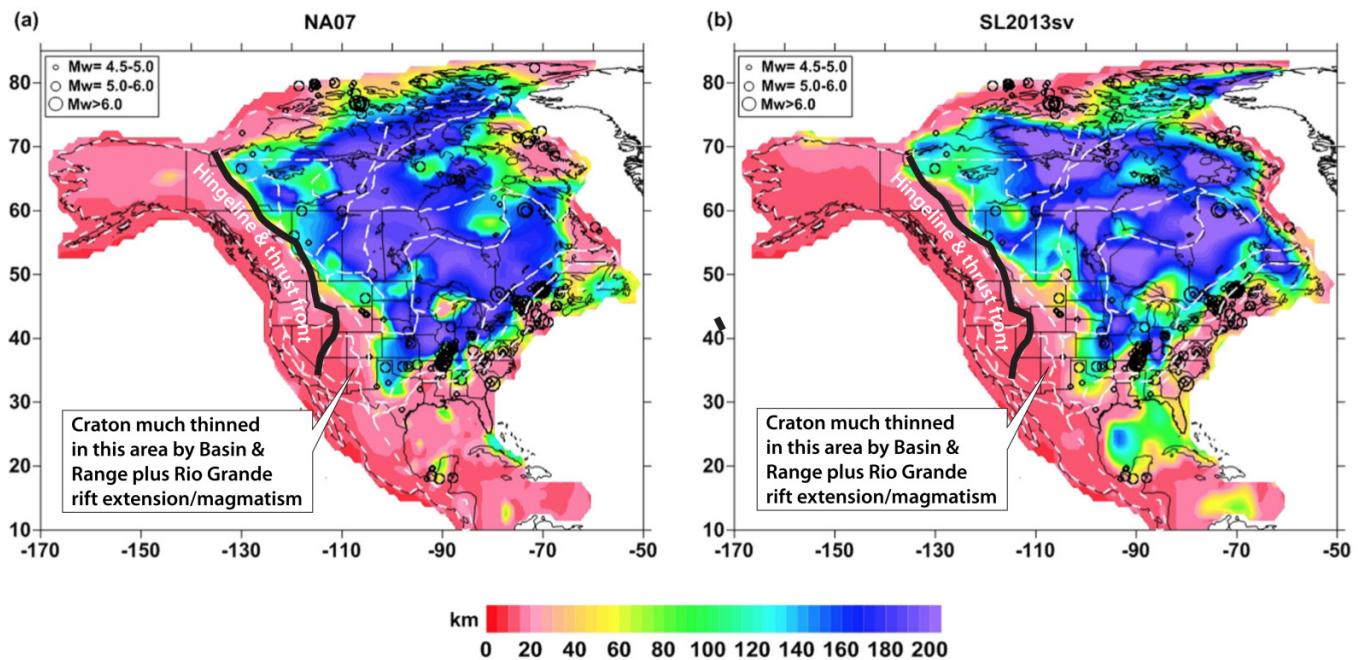 (a)
NA07
Mw= 4.5-5.0
Mw= 5.0-6.0
Mw>6.0
80
70
60
50
40
30
20
10
-170
-150
-130
-110
-90
-70
-50
Hingeline & thrust front
Craton much thinned
in this area by Basin &
Range plus Rio Grande
rift extension/magmatism
(b)
SL2013sv
Mw= 4.5-5.0
Mw= 5.0-6.0
Mw>6.0
80
70
60
50
40
30
20
10
-170
-150
-130
-110
-90
-70
-50
Hingeline & thrust front
Craton much thinned
in this area by Basin &
Range plus Rio Grande
rift extension/magmatism
km
0 20 40 60 80 100 120 140 160 180 200